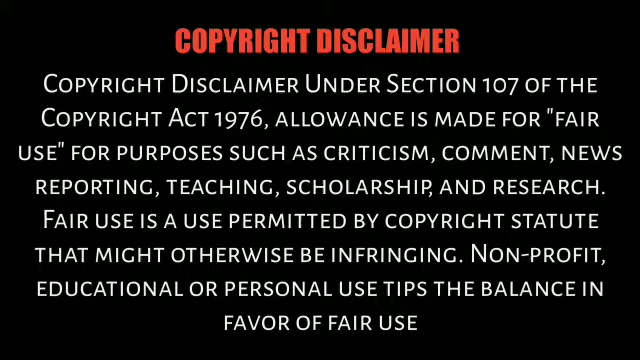 COPYRIGHT DISCLAIMER
Copyright Disclaimer Under Section 107 of the
Copyright Act 1976, allowance is made for "fair
use" for purposes such as criticism, comment, news
reporting, teaching, scholarship, and research.
Fair use is a use permitted by copyright statute
that might otherwise be infringing. Non-profit,
educational or personal use tips the balance in
favor of fair use